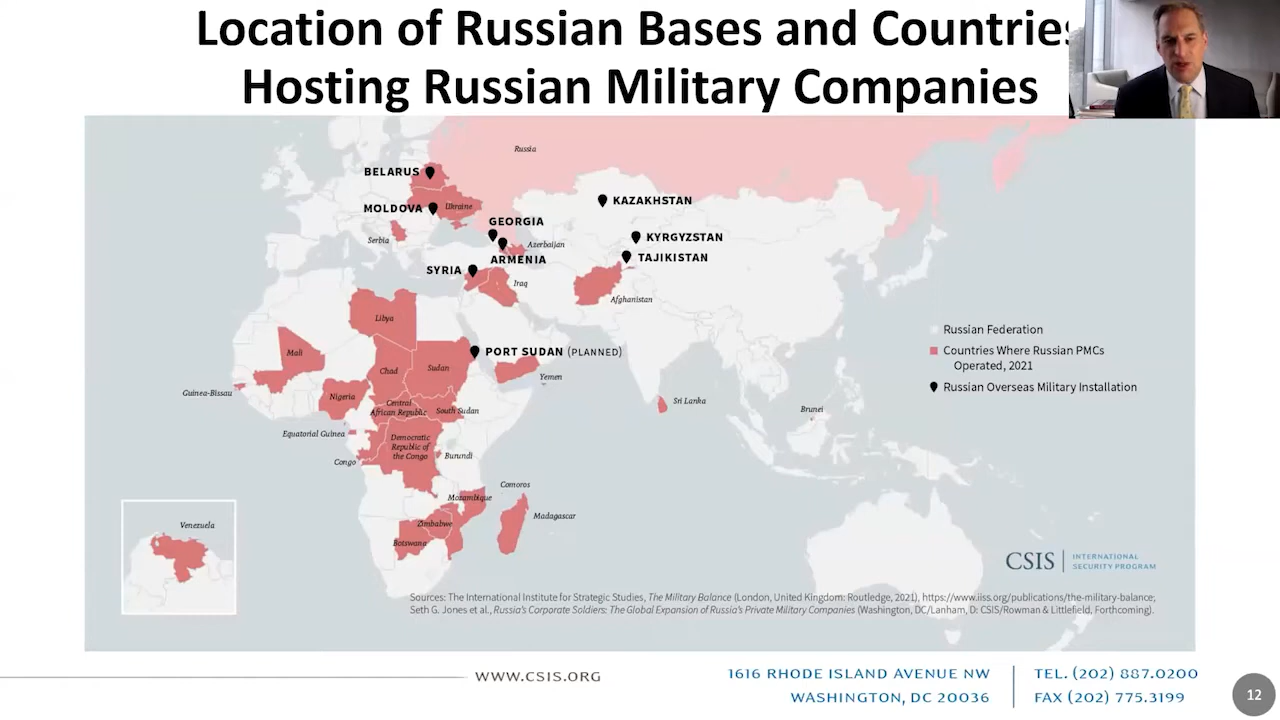 Location of Russian Bases and Countries
Hosting Russian Military Companies
Russia
BELARUS
MOLDOVA
Ukraine
KAZAKHSTAN
GEORGIA
Serbia
Azerbaijan
KYRGYZSTAN
ARMENIA
TAJIKISTAN
SYRIA
Iraq
Afghanistan
Libya
Russian Federation
Mali
PORT SUDAN (PLANNED)
Countries Where Russian PMCs
Operated, 2021
Chad
Sudan
Yemen
Russian Overseas Military Installation
Guinea-Bissau
Nigeria
Central
African Republic
South Sudan
Sri Lanka
Brunei
Equatorial Guinea
Democratic
Republic of
the Congo
Congo
Burundi
Comoros
Mozambique
Madagascar
Zimbabwe
Venezuela
Botswana
CSIS
INTERNATIONAL
SECURITY PROGRAM
Sources: The International Institute for Strategic Studies, The Military Balance (London, United Kingdom: Routledge, 2021), https://www.iiss.org/publications/the-military-balance;
Seth G. Jones et al., Russia's Corporate Soldiers: The Global Expansion of Russia's Private Military Companies (Washington, DC/Lanham, D: CSIS/Rowman & Littlefield, Forthcoming).
WWW.CSIS.ORG
1616 RHODE ISLAND AVENUE NW
WASHINGTON, DC 20036
TEL. (202) 887.0200
FAX (202) 775.3199
12